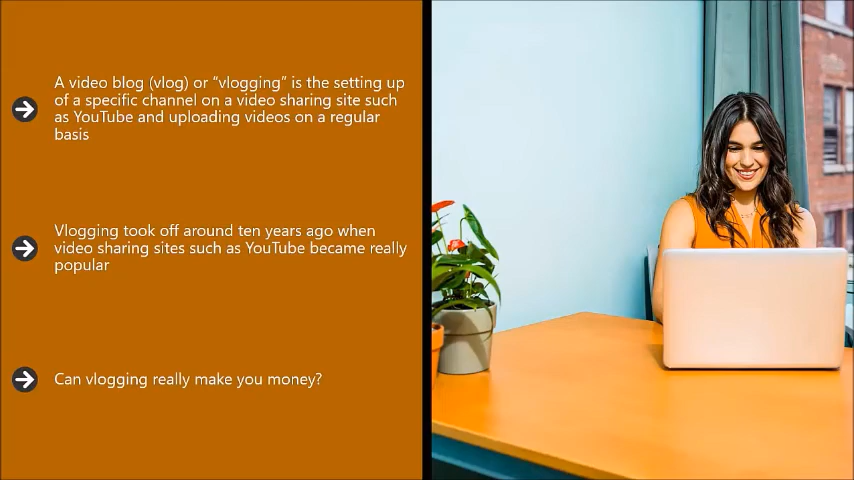 A video blog (vlog) or “vlogging” is the setting up
of a specific channel on a video sharing site such
as YouTube and uploading videos on a regular
basis
Vlogging took off around ten years ago when
video sharing sites such as YouTube became really
popular
Can vlogging really make you money?